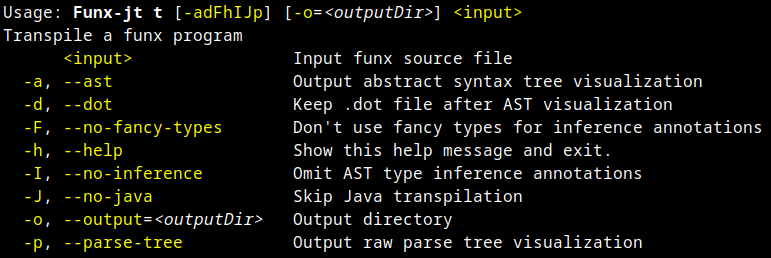 Usage: Funx-jt t [-adFhIJp] [-o=<outputDir>] <input>
Transpile a funx program
      <input>              Input funx source file
  -a, --ast                Output abstract syntax tree visualization
  -d, --dot                Keep .dot file after AST visualization
  -F, --no-fancy-types     Don't use fancy types for inference annotations
  -h, --help               Show this help message and exit.
  -I, --no-inference       Omit AST type inference annotations
  -J, --no-java            Skip Java transpilation
  -o, --output=<outputDir> Output directory
  -p, --parse-tree         Output raw parse tree visualization